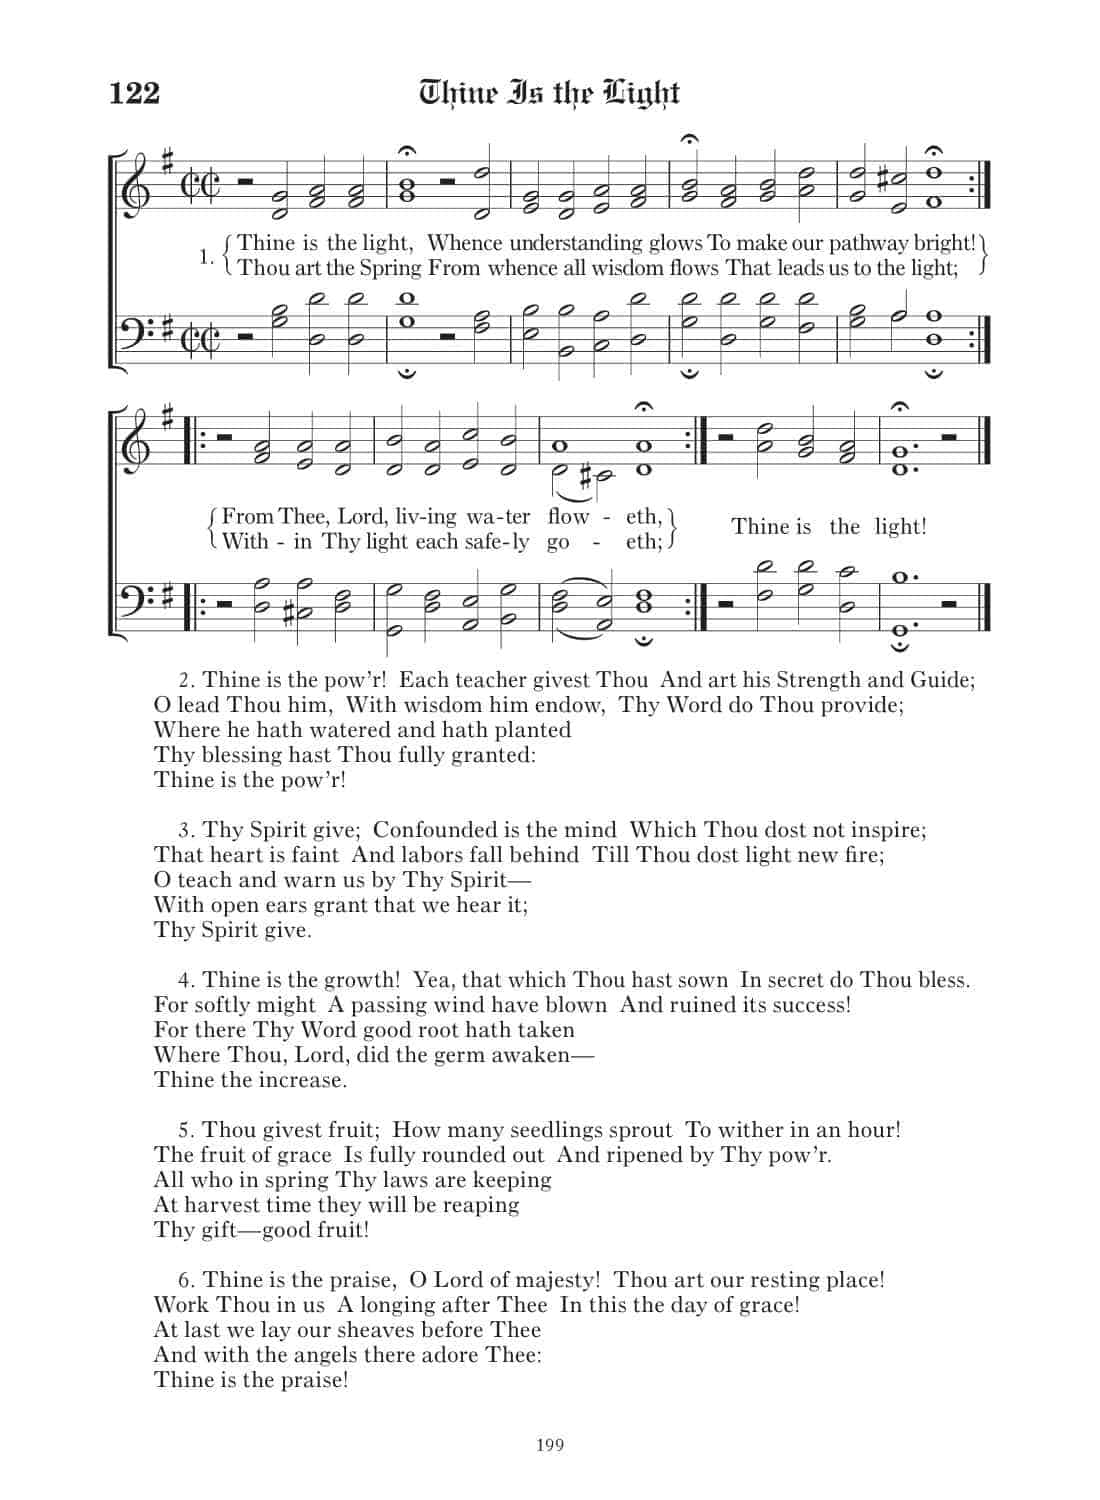 122
Thine Is the Light
1. { Thine is the light, Whence understanding glows To make our pathway bright! }
{ Thou art the Spring From whence all wisdom flows That leads us to the light; }
{ From Thee, Lord, liv-ing wa-ter flow - eth, }
{ With - in Thy light each safe-ly go - eth; }
Thine is the light!
2. Thine is the pow’r! Each teacher givest Thou And art his Strength and Guide;
O lead Thou him, With wisdom him endow, Thy Word do Thou provide;
Where he hath watered and hath planted
Thy blessing hast Thou fully granted:
Thine is the pow’r!
3. Thy Spirit give; Confounded is the mind Which Thou dost not inspire;
That heart is faint And labors fall behind Till Thou dost light new fire;
O teach and warn us by Thy Spirit—
With open ears grant that we hear it;
Thy Spirit give.
4. Thine is the growth! Yea, that which Thou hast sown In secret do Thou bless.
For softly might A passing wind have blown And ruined its success!
For there Thy Word good root hath taken
Where Thou, Lord, did the germ awaken—
Thine the increase.
5. Thou givest fruit; How many seedlings sprout To wither in an hour!
The fruit of grace Is fully rounded out And ripened by Thy pow’r.
All who in spring Thy laws are keeping
At harvest time they will be reaping
Thy gift—good fruit!
6. Thine is the praise, O Lord of majesty! Thou art our resting place!
Work Thou in us A longing after Thee In this the day of grace!
At last we lay our sheaves before Thee
And with the angels there adore Thee:
Thine is the praise!
199